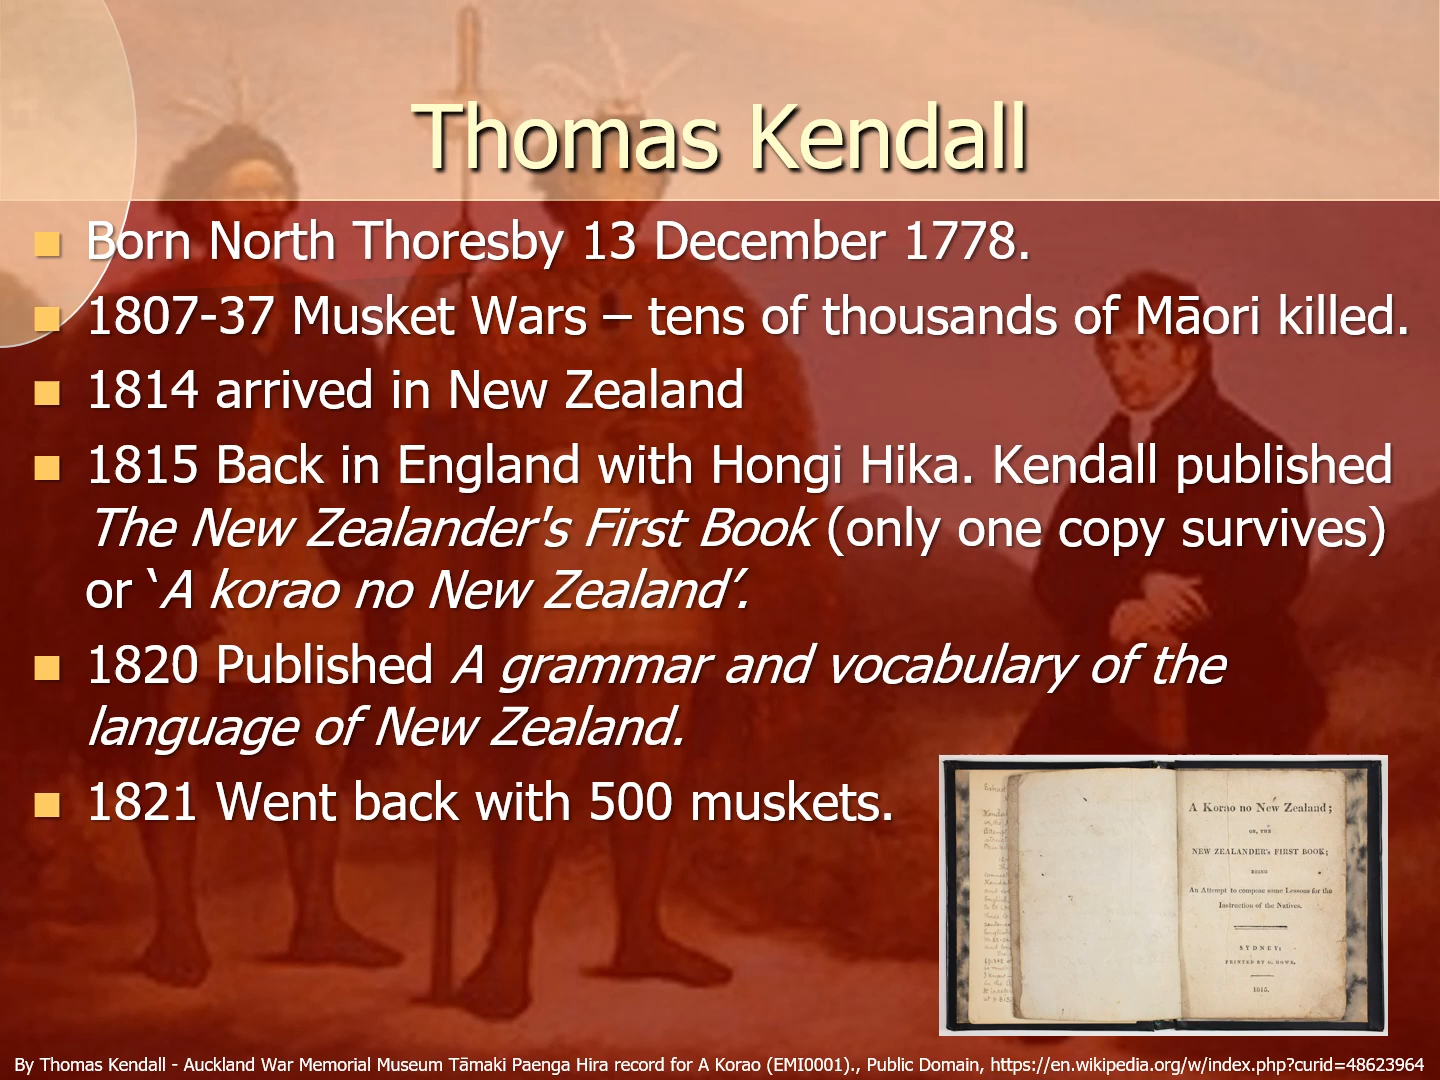 Thomas Kendall
Born North Thoresby 13 December 1778.
1807-37 Musket Wars – tens of thousands of Māori killed.
1814 arrived in New Zealand
1815 Back in England with Hongi Hika. Kendall published
The New Zealander's First Book (only one copy survives)
or ‘A korao no New Zealand’.
1820 Published A grammar and vocabulary of the
language of New Zealand.
1821 Went back with 500 muskets.
A Korao no New Zealand;
OR, THE
NEW ZEALANDER's FIRST BOOK;
BEING
An Attempt to compose some Lessons for the
Instruction of the Natives.
SYDNEY:
PRINTED BY G. HOWE.
1815.
By Thomas Kendall - Auckland War Memorial Museum Tāmaki Paenga Hira record for A Korao (EMI0001)., Public Domain, https://en.wikipedia.org/w/index.php?curid=48623964